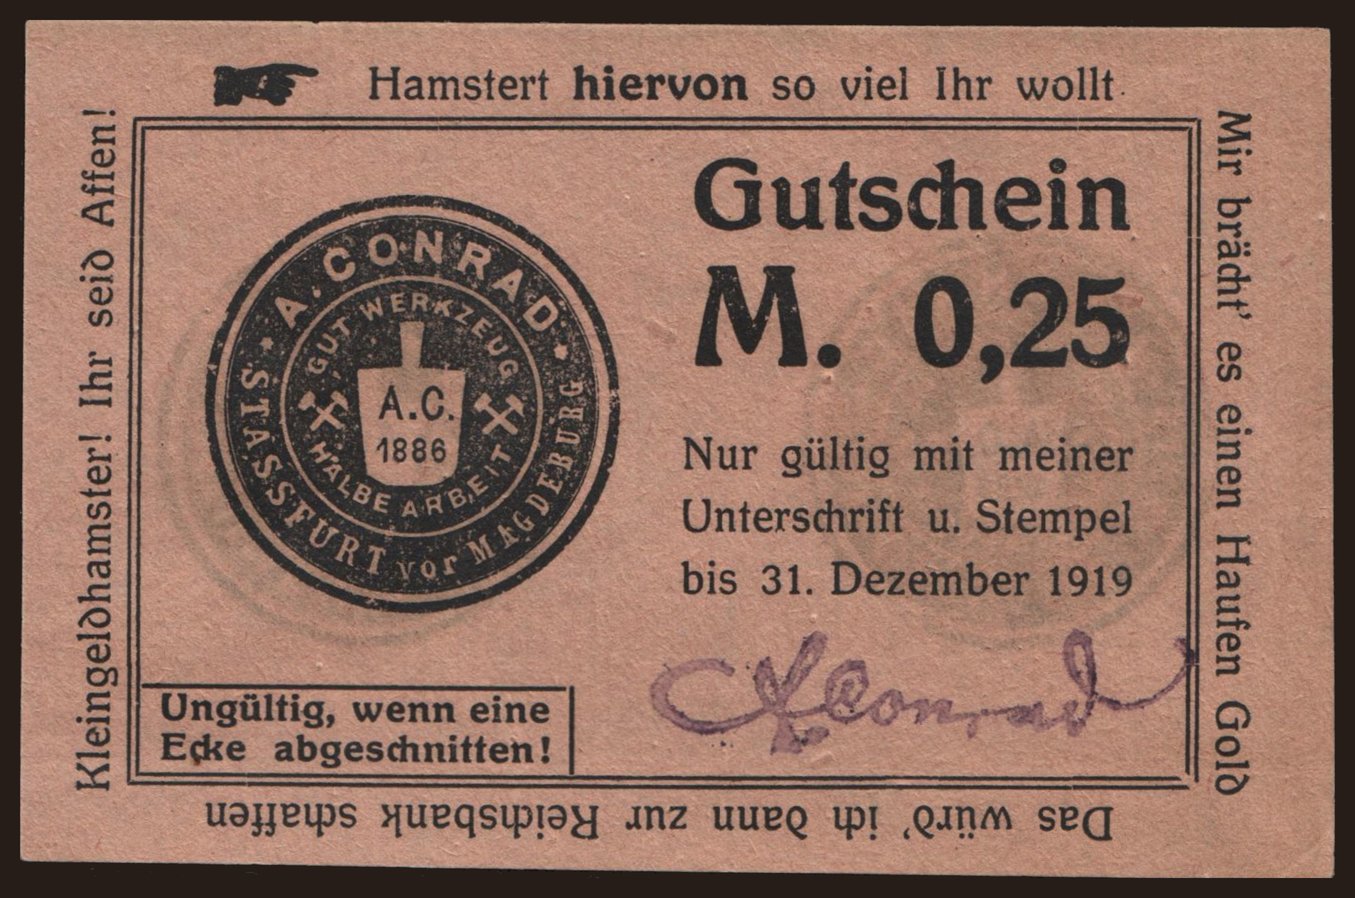 Hamstert hiervon so viel Ihr wollt
Mir brächt' es einen Haufen Gold
Das würd' ich dann zur Reichsbank schaffen
Kleingeldhamster! Ihr seid Affen!
A. CONRAD
STASSFURT vor MAGDEBURG
GUT WERKZEUG
HALBE ARBEIT
A.C.
1886
Gutschein
M. 0,25
Nur gültig mit meiner
Unterschrift u. Stempel
bis 31. Dezember 1919
A Conrad
Ungültig, wenn eine
Ecke abgeschnitten!